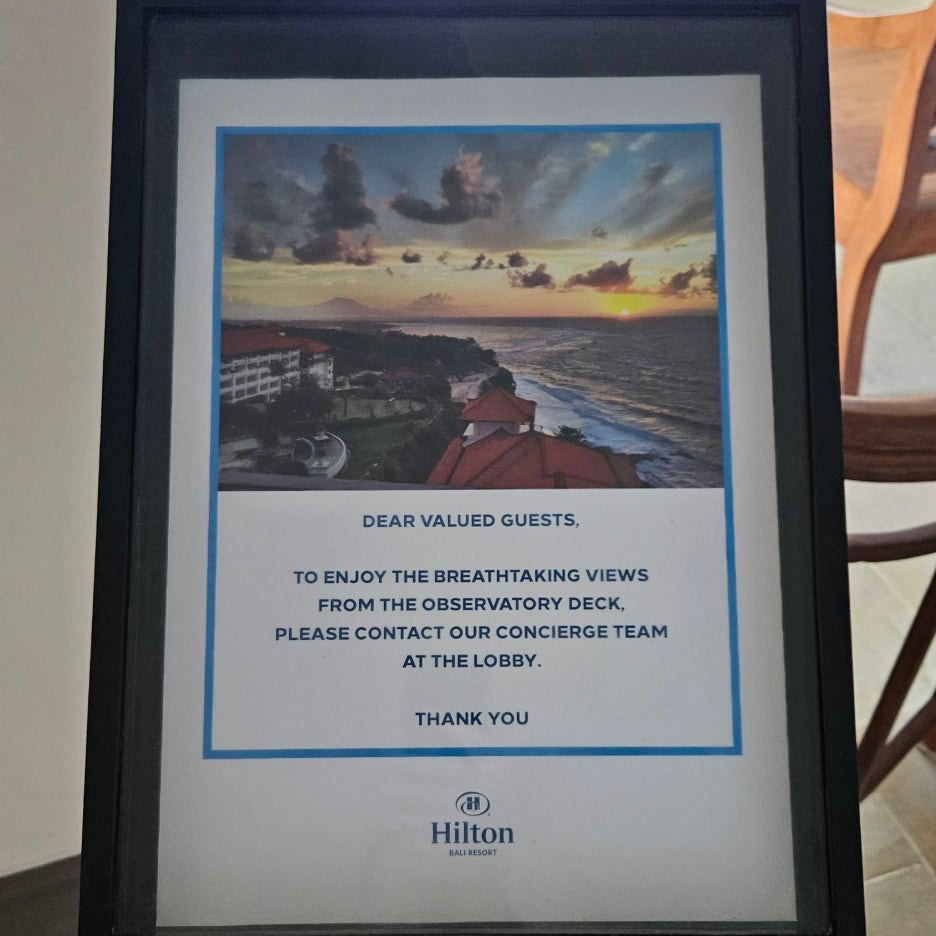 DEAR VALUED GUESTS,
TO ENJOY THE BREATHTAKING VIEWS
FROM THE OBSERVATORY DECK,
PLEASE CONTACT OUR CONCIERGE TEAM
AT THE LOBBY.
THANK YOU
H
Hilton
BALI RESORT